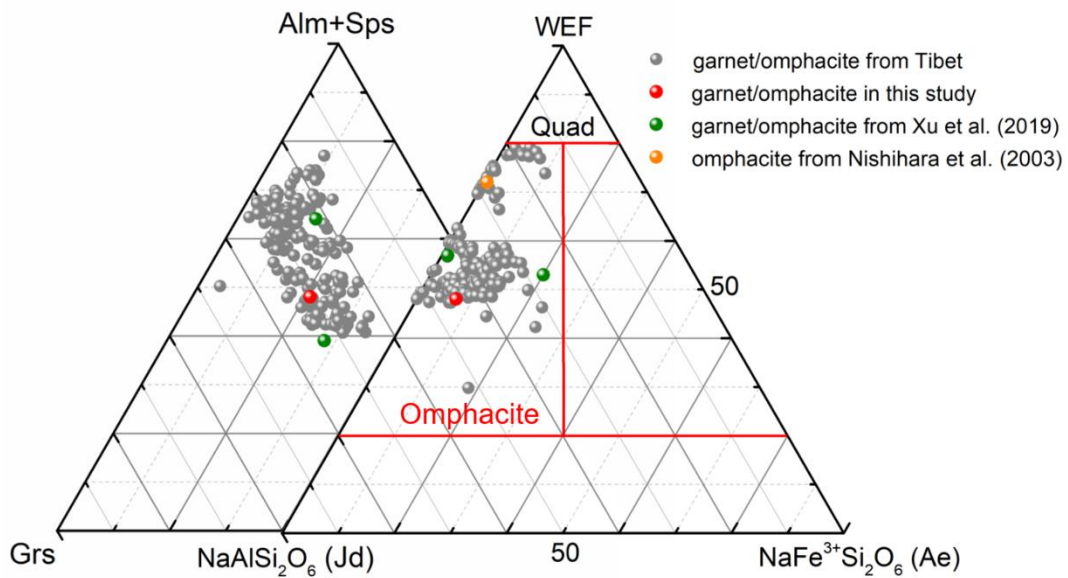 Alm+Sps
WEF
garnet/omphacite from Tibet
garnet/omphacite in this study
garnet/omphacite from Xu et al. (2019)
omphacite from Nishihara et al. (2003)
Quad
50
Omphacite
Grs
NaAlSi₂O₆ (Jd)
50
NaFe³⁺Si₂O₆ (Ae)